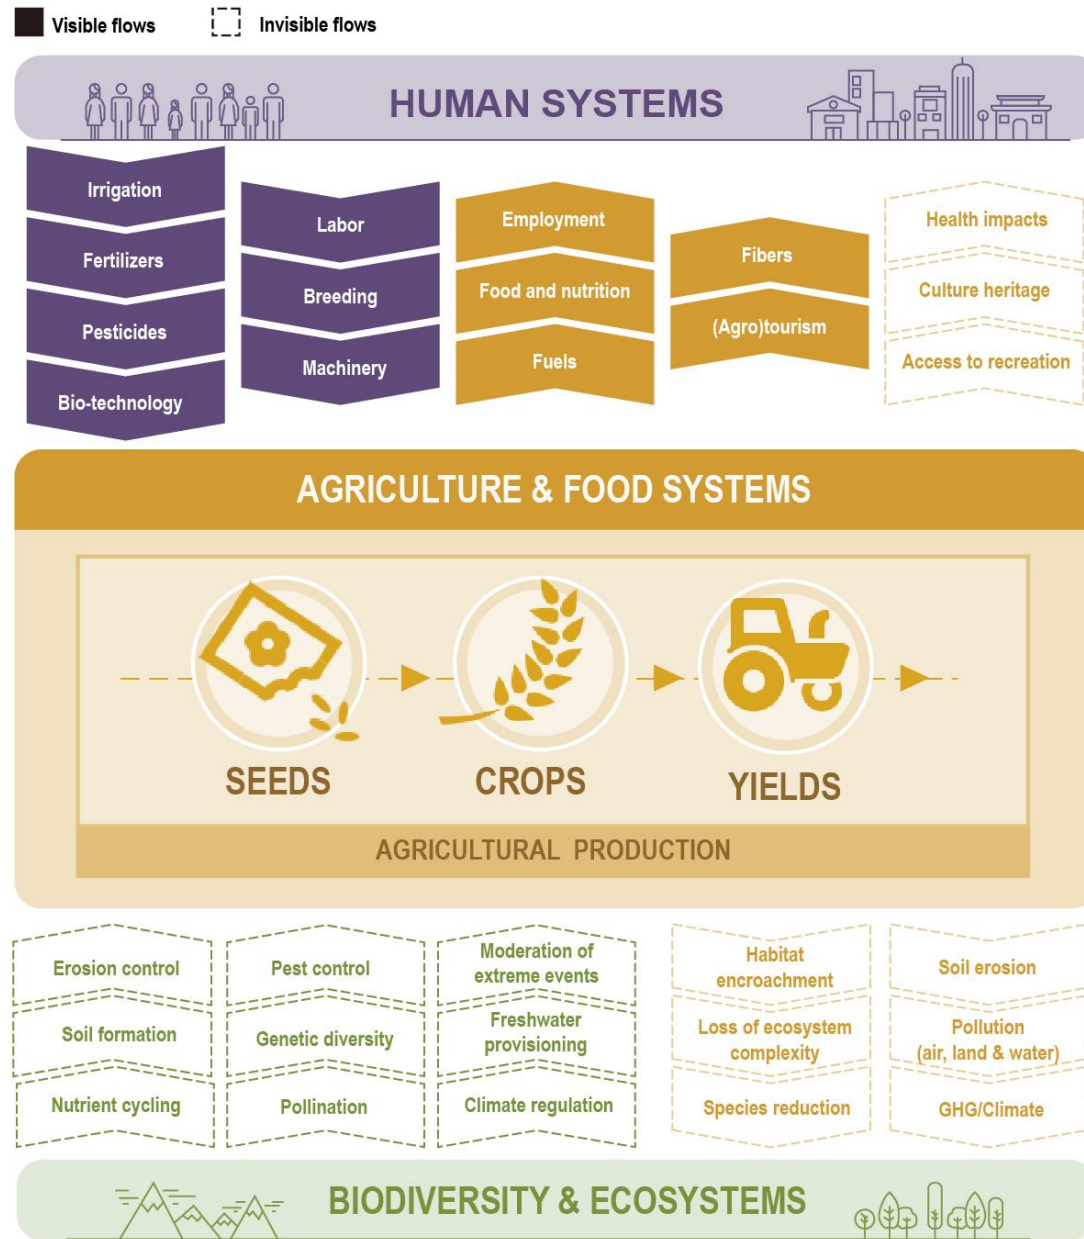 Visible flows
Invisible flows
HUMAN SYSTEMS
Irrigation
Fertilizers
Pesticides
Bio-technology
Labor
Breeding
Machinery
Employment
Food and nutrition
Fuels
Fibers
(Agro)tourism
Health impacts
Culture heritage
Access to recreation
AGRICULTURE & FOOD SYSTEMS
SEEDS
CROPS
YIELDS
AGRICULTURAL PRODUCTION
Erosion control
Soil formation
Nutrient cycling
Pest control
Genetic diversity
Pollination
Moderation of
extreme events
Freshwater
provisioning
Climate regulation
Habitat
encroachment
Loss of ecosystem
complexity
Species reduction
Soil erosion
Pollution
(air, land & water)
GHG/Climate
BIODIVERSITY & ECOSYSTEMS